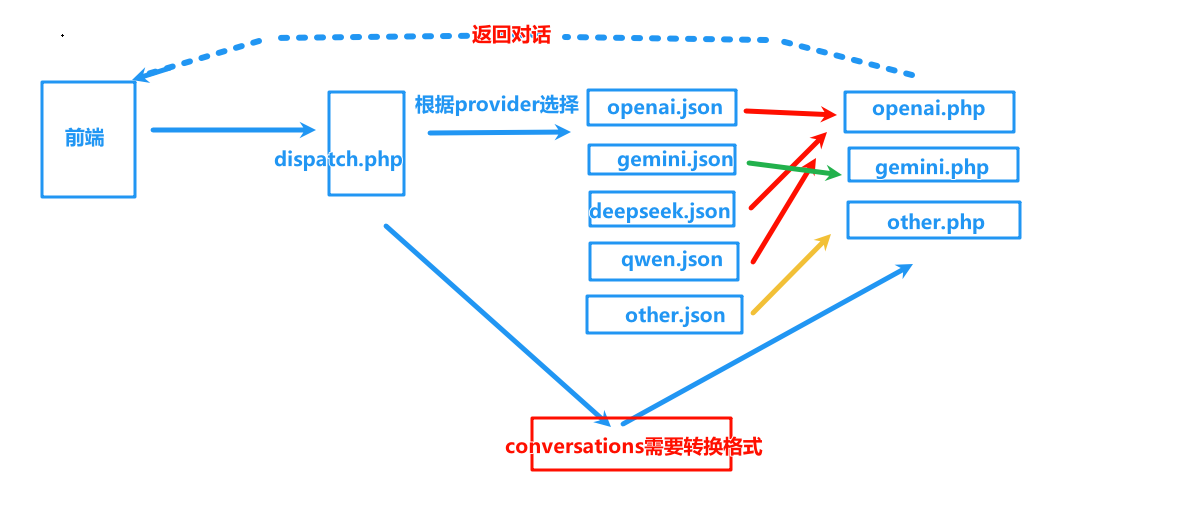 返回对话
前端
dispatch.php
根据provider选择
openai.json
gemini.json
deepseek.json
qwen.json
other.json
openai.php
gemini.php
other.php
conversations需要转换格式